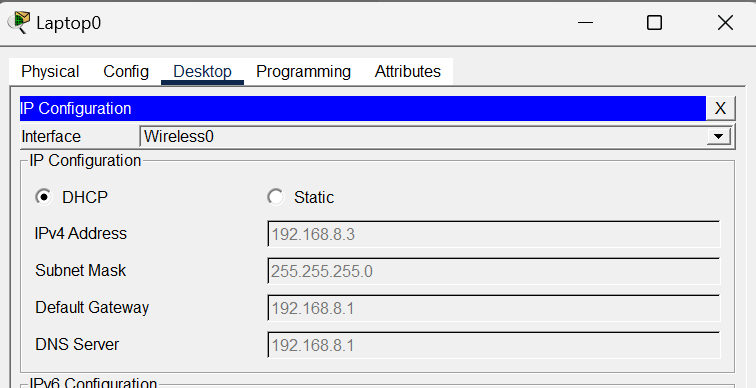 Laptop0
Physical Config Desktop Programming Attributes
IP Configuration X
Interface Wireless0
IP Configuration
DHCP Static
IPv4 Address 192.168.8.3
Subnet Mask 255.255.255.0
Default Gateway 192.168.8.1
DNS Server 192.168.8.1
IPv6 Configuration